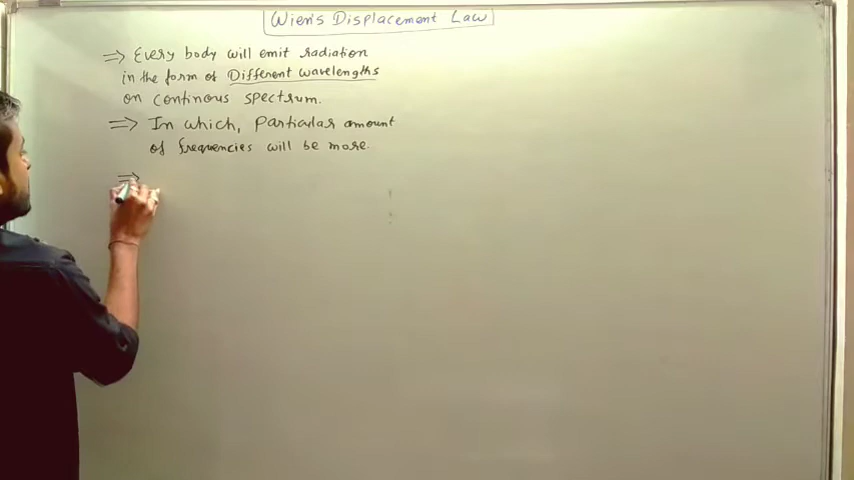 Wien's Displacement Law
⇒ Every body will emit radiation
in the form of Different wavelengths
on continous spectrum.
⇒ In which, Particular amount
of frequencies will be more.
⇒